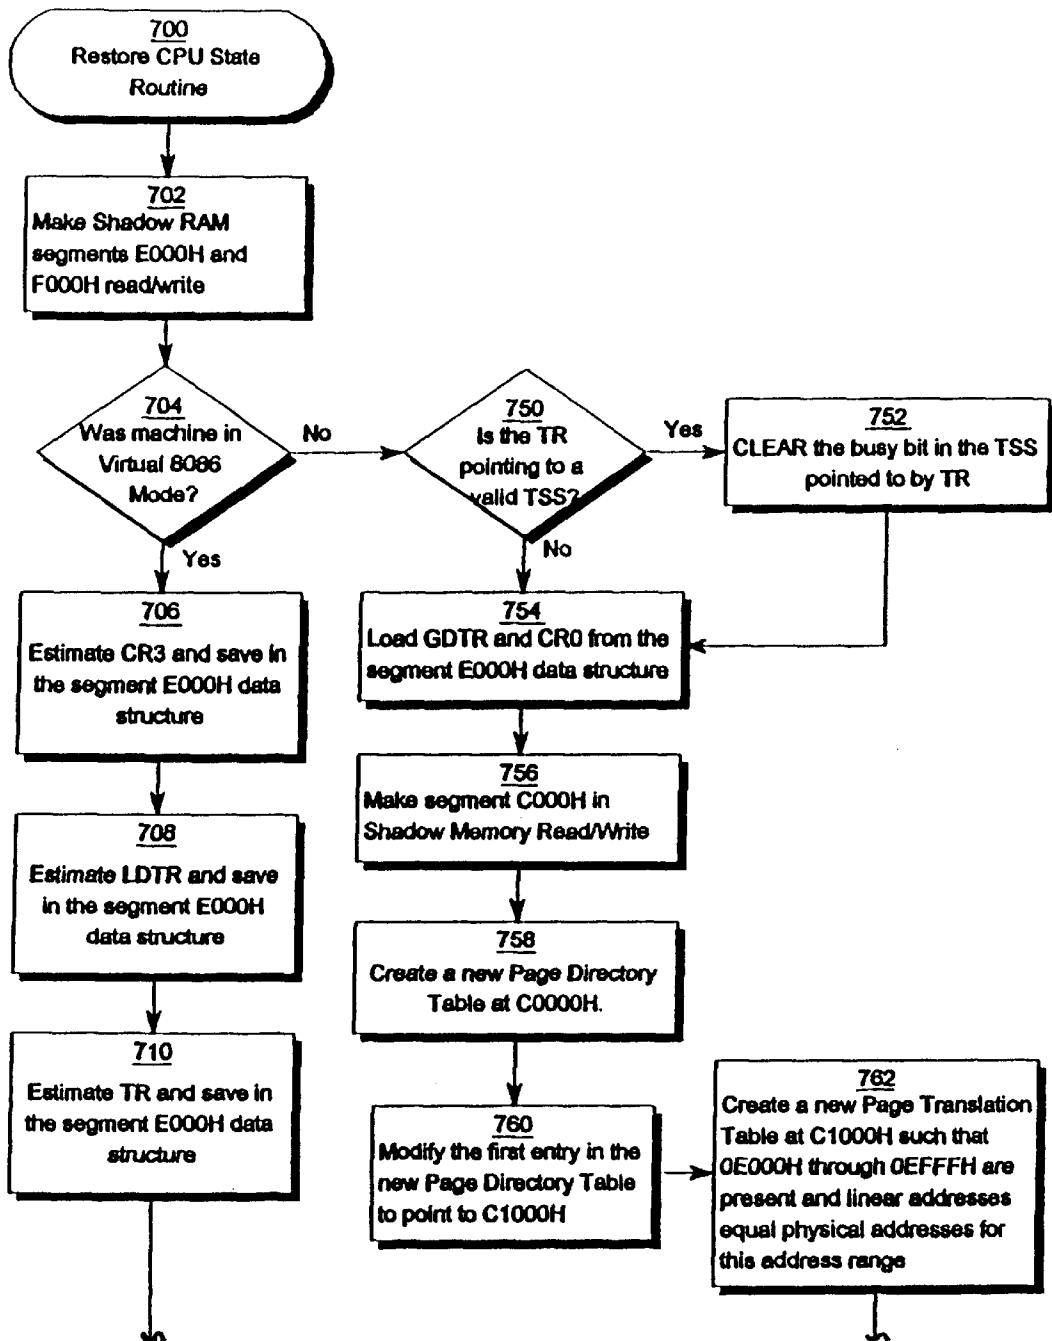 700
Restore CPU State
Routine
702
Make Shadow RAM
segments E000H and
F000H read/write
704
Was machine in
Virtual 8086
Mode?
No
Yes
750
Is the TR
pointing to a
valid TSS?
Yes
No
752
CLEAR the busy bit in the TSS
pointed to by TR
706
Estimate CR3 and save in
the segment E000H data
structure
754
Load GDTR and CR0 from the
segment E000H data structure
756
Make segment C000H in
Shadow Memory Read/Write
708
Estimate LDTR and save
in the segment E000H
data structure
758
Create a new Page Directory
Table at C0000H.
710
Estimate TR and save in
the segment E000H data
structure
760
Modify the first entry in the
new Page Directory Table
to point to C1000H
762
Create a new Page Translation
Table at C1000H such that
0E000H through 0EFFFH are
present and linear addresses
equal physical addresses for
this address range